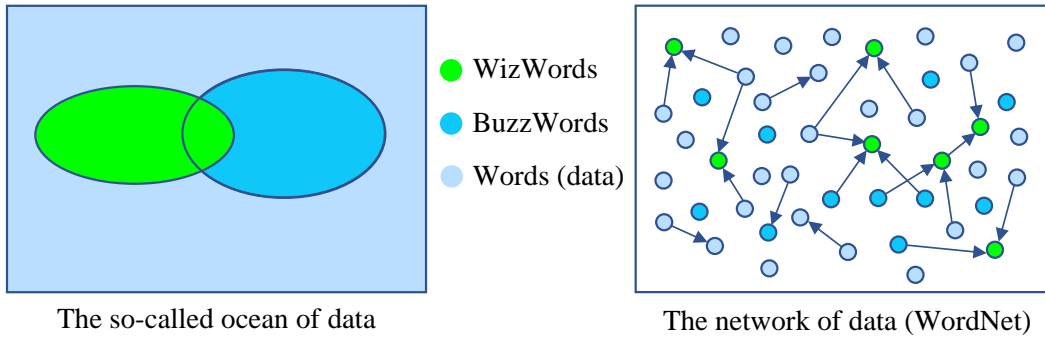 WizWords
BuzzWords
Words (data)
The so-called ocean of data
The network of data (WordNet)